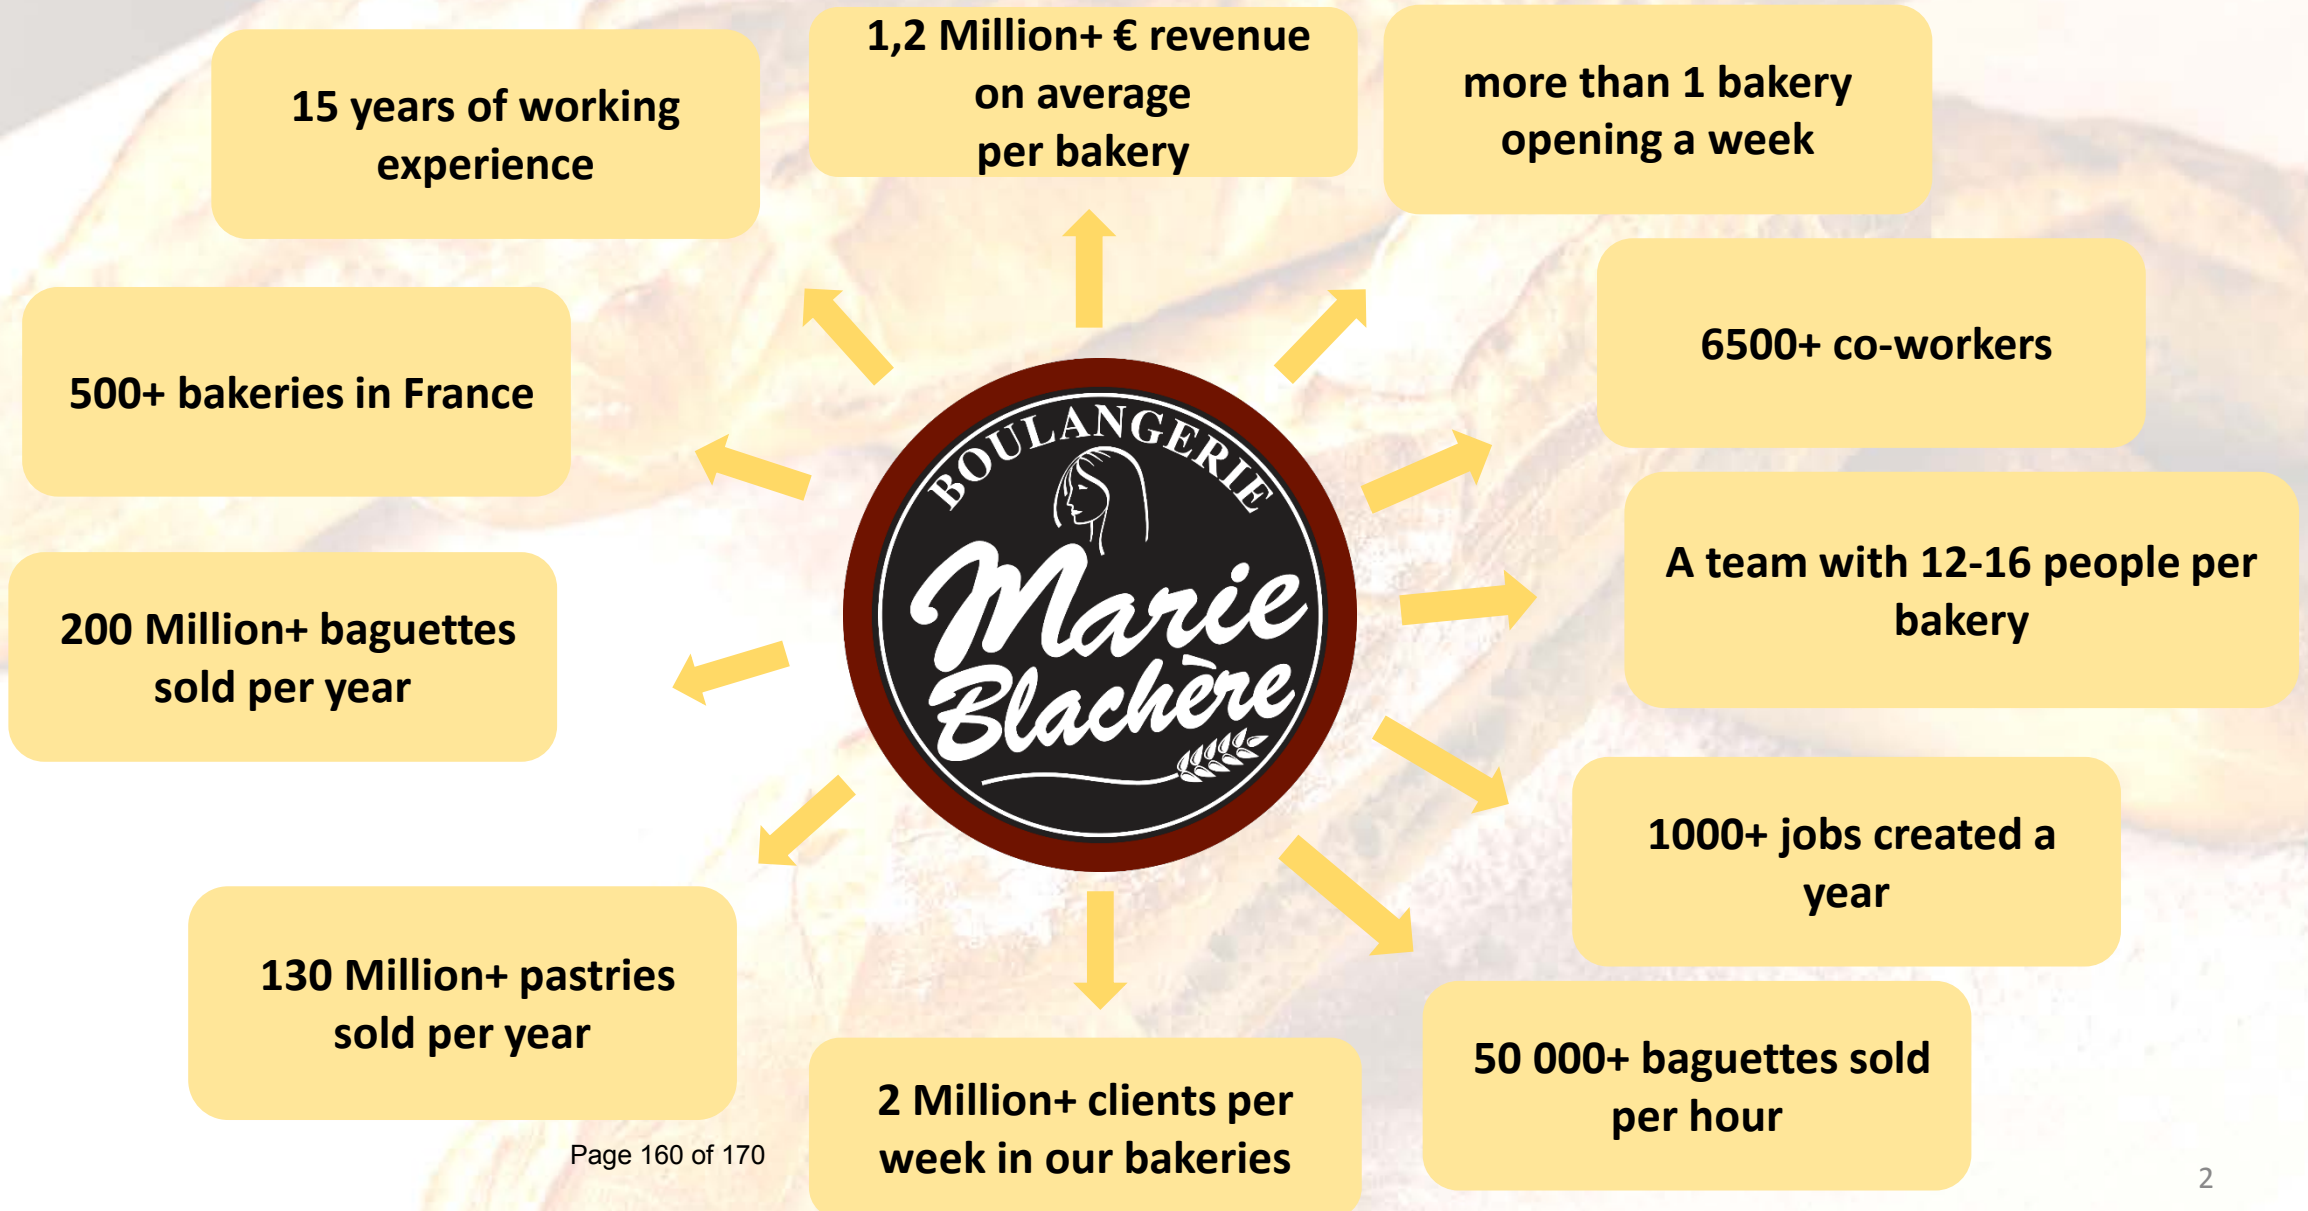 1,2 Million+ € revenue
on average
per bakery
more than 1 bakery
opening a week
15 years of working
experience
6500+ co-workers
500+ bakeries in France
BOULANGERIE
Marie
Blachère
A team with 12-16 people per
bakery
200 Million+ baguettes
sold per year
1000+ jobs created a
year
130 Million+ pastries
sold per year
50 000+ baguettes sold
per hour
2 Million+ clients per
week in our bakeries
Page 160 of 170
2